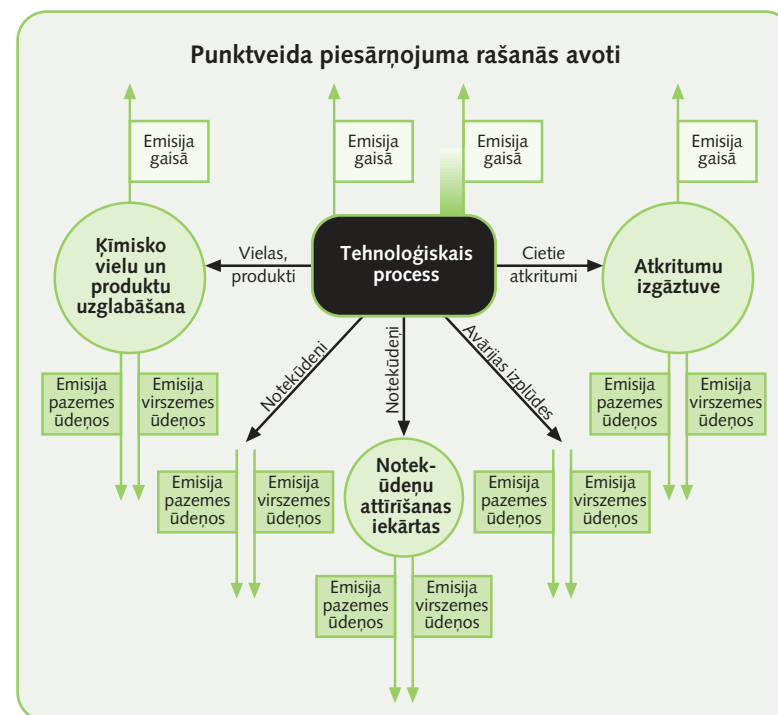 Punktveida piesārņojuma rašanās avoti
Emisija
gaisā
Emisija
gaisā
Emisija
gaisā
Emisija
gaisā
Ķīmisko
vielu un
produktu
uzglabāšana
Vielas,
produkti
Tehnoloģiskais
process
Cietie
atkritumi
Atkritumu
izgāztuve
Notekūdeņi
Notekūdeņi
Avārijas izplūdes
Emisija
pazemes
ūdeņos
Emisija
virszemes
ūdeņos
Emisija
pazemes
ūdeņos
Emisija
virszemes
ūdeņos
Emisija
pazemes
ūdeņos
Emisija
virszemes
ūdeņos
Notek-
ūdeņu
attīrīšanas
iekārtas
Emisija
pazemes
ūdeņos
Emisija
virszemes
ūdeņos
Emisija
pazemes
ūdeņos
Emisija
virszemes
ūdeņos